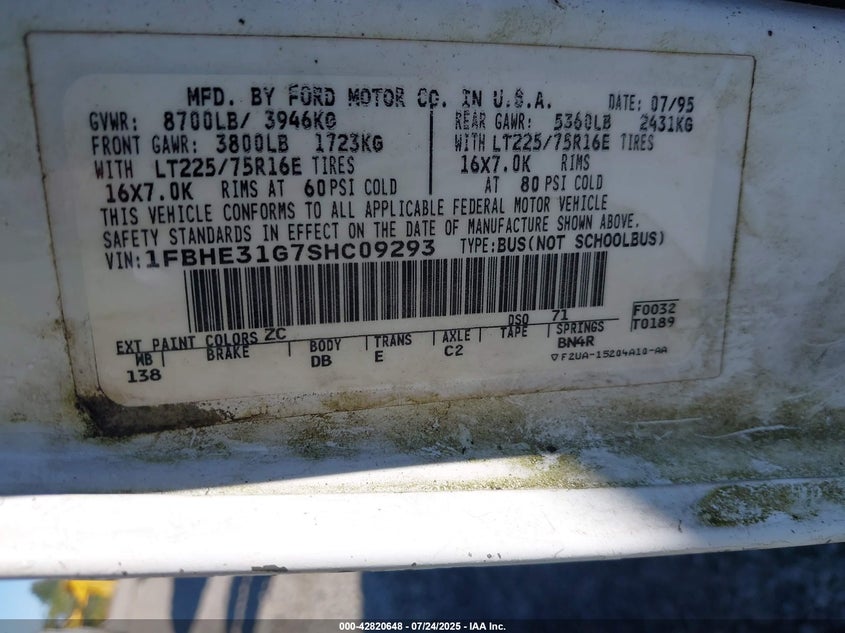 MFD. BY FORD MOTOR CO. IN U.S.A.
DATE: 07/95
GVWR: 8700LB/ 3946KG
FRONT GAWR: 3800LB 1723KG
WITH LT225/75R16E TIRES
16X7.0K RIMS AT 60 PSI COLD
REAR GAWR: 5360LB 2431KG
WITH LT225/75R16E TIRES
16X7.0K RIMS
AT 80 PSI COLD
THIS VEHICLE CONFORMS TO ALL APPLICABLE FEDERAL MOTOR VEHICLE
SAFETY STANDARDS IN EFFECT ON THE DATE OF MANUFACTURE SHOWN ABOVE.
VIN: 1FBHE31G7SHC09293 TYPE: BUS(NOT SCHOOLBUS)
F0032
T0189
EXT PAINT COLORS ZC DSO 71
WB BRAKE BODY TRANS AXLE TAPE SPRINGS
138 DB E C2 BN4R
▽F2UA-15204A10-AA
000-42820648 / 07/24/2025 / IAA Inc.